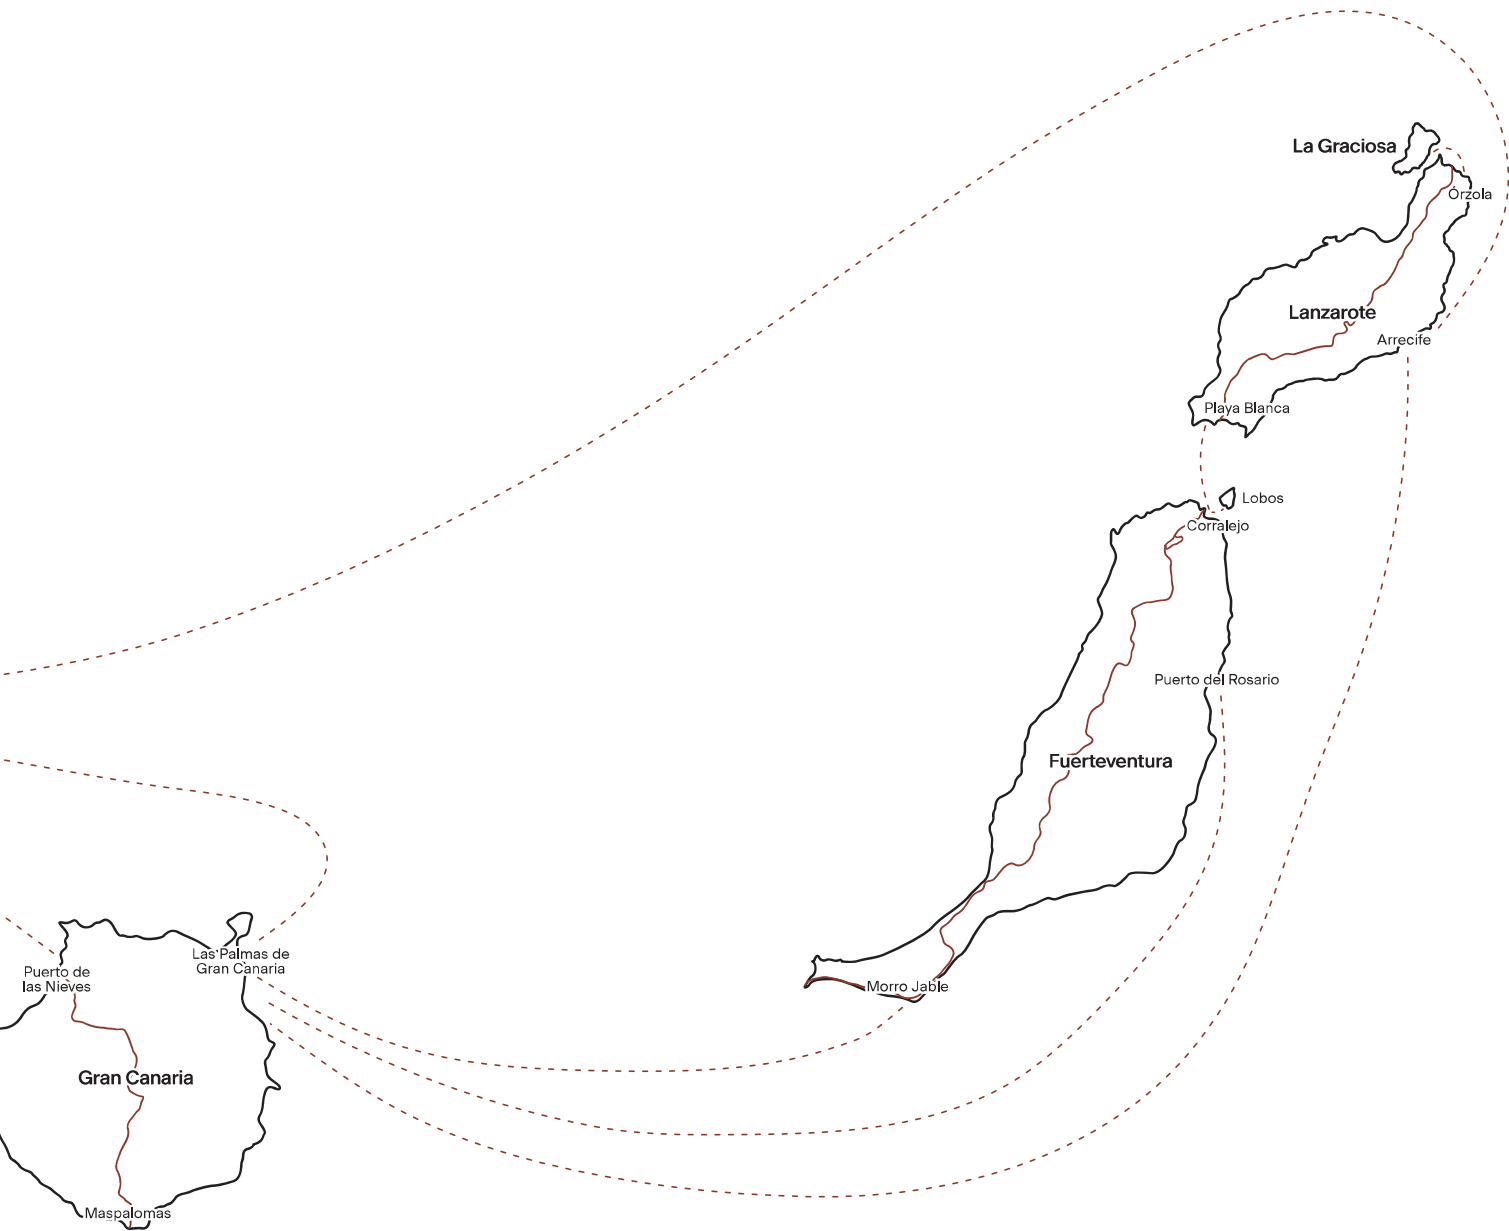 La Graciosa
Órzola
Lanzarote
Arrecife
Playa Blanca
Lobos
Corralejo
Puerto del Rosario
Fuerteventura
Las Palmas de
Gran Canaria
Puerto de
las Nieves
Morro Jable
Gran Canaria
Maspalomas